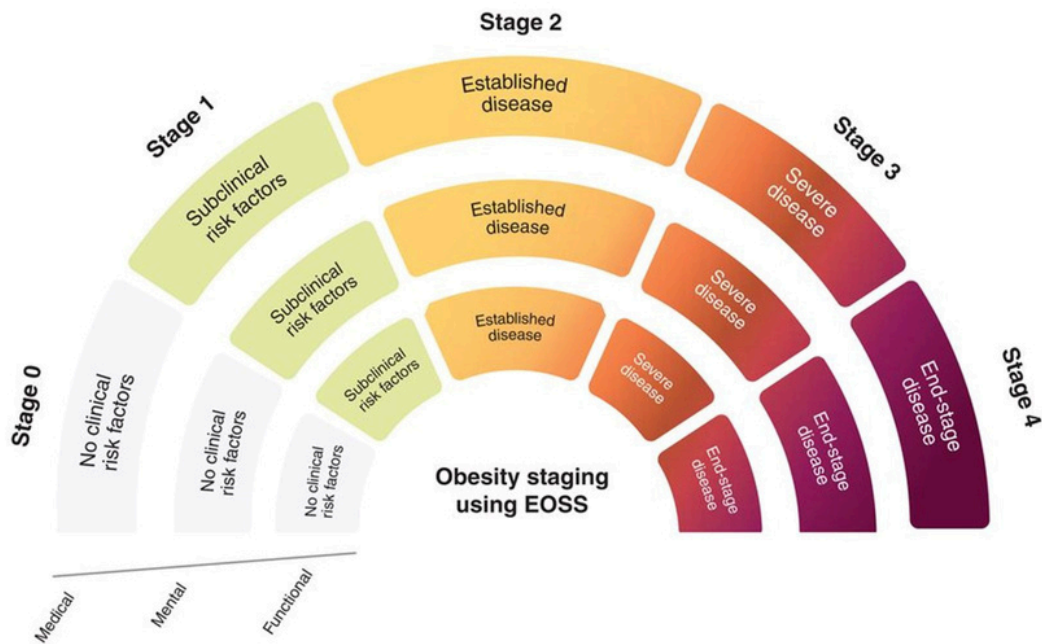 Stage 0
Stage 1
Stage 2
Stage 3
Stage 4
No clinical
risk factors
Subclinical
risk factors
Established
disease
Severe
disease
End-stage
disease
No clinical
risk factors
Subclinical
risk factors
Established
disease
Severe
disease
End-stage
disease
No clinical
risk factors
Subclinical
risk factors
Established
disease
Severe
disease
End-stage
disease
Obesity staging
using EOSS
Medical
Mental
Functional